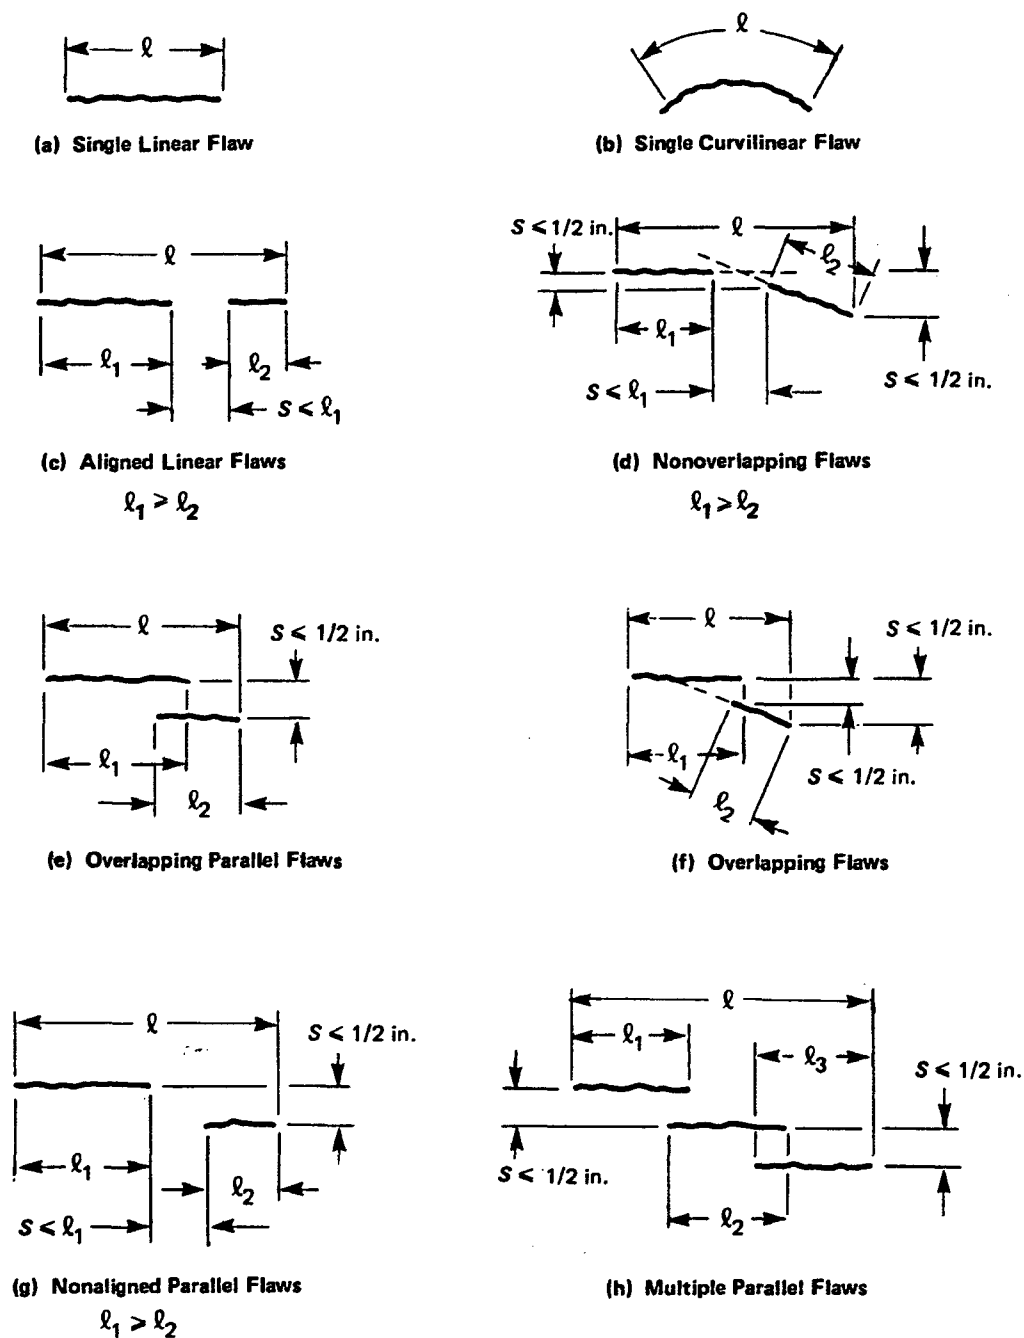 ℓ
(a) Single Linear Flaw
ℓ
(b) Single Curvilinear Flaw
ℓ
ℓ1
ℓ2
S ⩽ ℓ1
(c) Aligned Linear Flaws
ℓ1 ⩾ ℓ2
S ⩽ 1/2 in.
ℓ
ℓ2
ℓ1
S ⩽ ℓ1
S ⩽ 1/2 in.
(d) Nonoverlapping Flaws
ℓ1 ⩾ ℓ2
ℓ
S ⩽ 1/2 in.
ℓ1
ℓ2
(e) Overlapping Parallel Flaws
ℓ
S ⩽ 1/2 in.
ℓ1
S ⩽ 1/2 in.
ℓ2
(f) Overlapping Flaws
ℓ
S ⩽ 1/2 in.
ℓ1
ℓ2
S ⩽ ℓ1
(g) Nonaligned Parallel Flaws
ℓ1 ⩾ ℓ2
ℓ
ℓ1
ℓ3
S ⩽ 1/2 in.
S ⩽ 1/2 in.
ℓ2
(h) Multiple Parallel Flaws